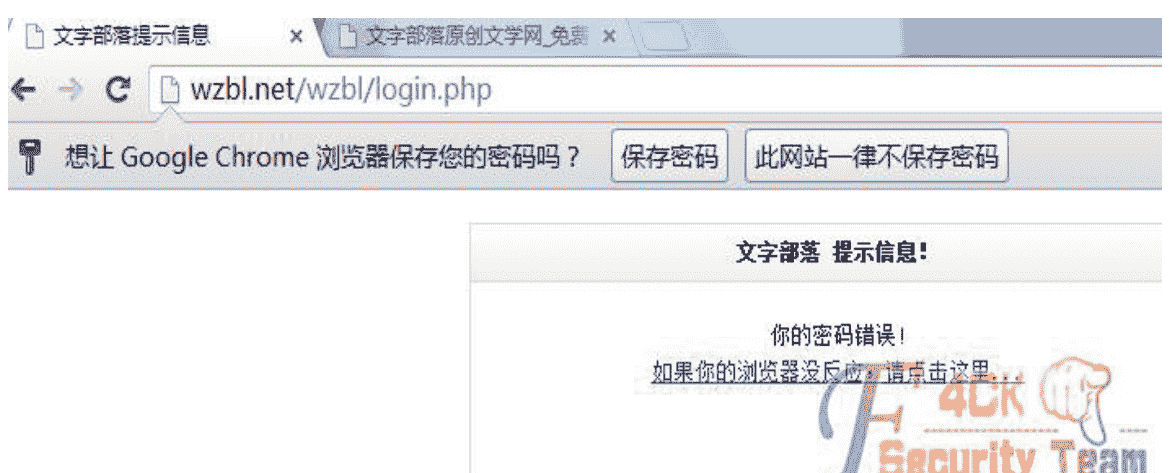 文字部落提示信息 × 文字部落原创文学网_免费 ×
wzbl.net/wzbl/login.php
想让 Google Chrome 浏览器保存您的密码吗？ 保存密码 此网站一律不保存密码
文字部落 提示信息!
你的密码错误!
如果你的浏览器没反应，请点击这里...
F4CK
Security Team